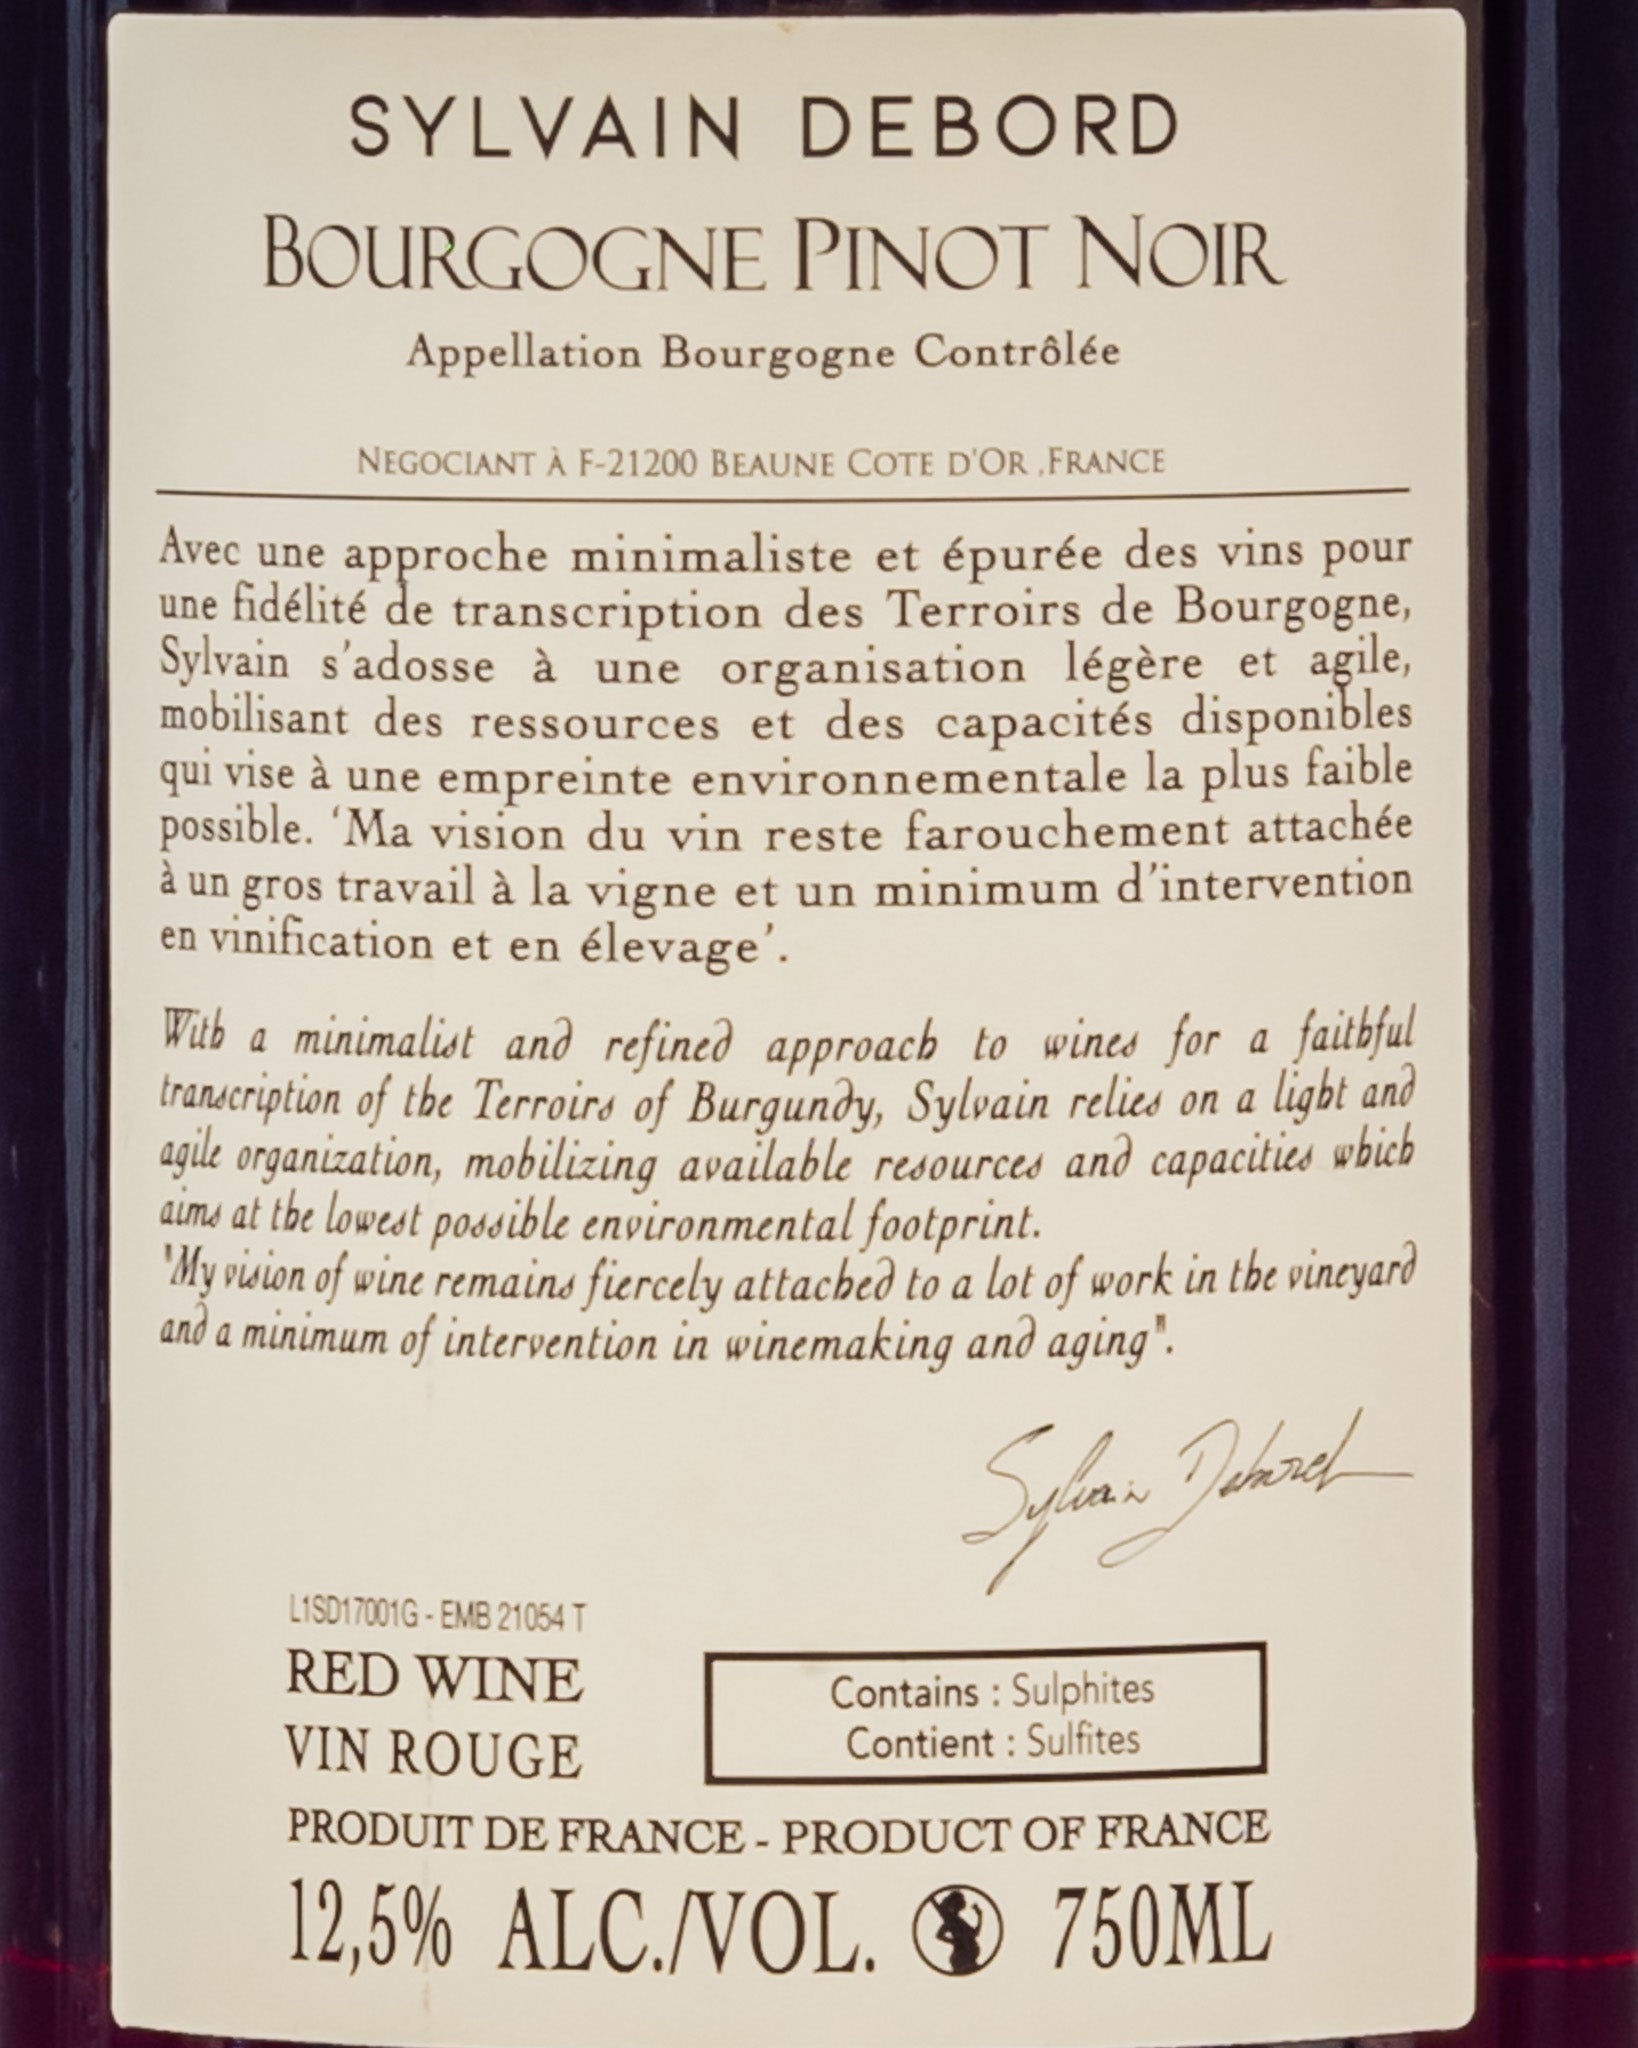 SYLVAIN DEBORD
BOURGOGNE PINOT NOIR
Appellation Bourgogne Contrôlée
NEGOCIANT À F-21200 BEAUNE COTE D'OR ,FRANCE
Avec une approche minimaliste et épurée des vins pour
une fidélité de transcription des Terroirs de Bourgogne,
Sylvain s'adosse à une organisation légère et agile,
mobilisant des ressources et des capacités disponibles
qui vise à une empreinte environnementale la plus faible
possible. ‘Ma vision du vin reste farouchement attachée
à un gros travail à la vigne et un minimum d'intervention
en vinification et en élevage’.
With a minimalist and refined approach to wines for a faithful
transcription of the Terroirs of Burgundy, Sylvain relies on a light and
agile organization, mobilizing available resources and capacities which
aims at the lowest possible environmental footprint.
"My vision of wine remains fiercely attached to a lot of work in the vineyard
and a minimum of intervention in winemaking and aging".
Sylvain Debord
L1SD17001G - EMB 21054 T
RED WINE
VIN ROUGE
Contains : Sulphites
Contient : Sulfites
PRODUIT DE FRANCE - PRODUCT OF FRANCE
12,5% ALC./VOL. 750ML